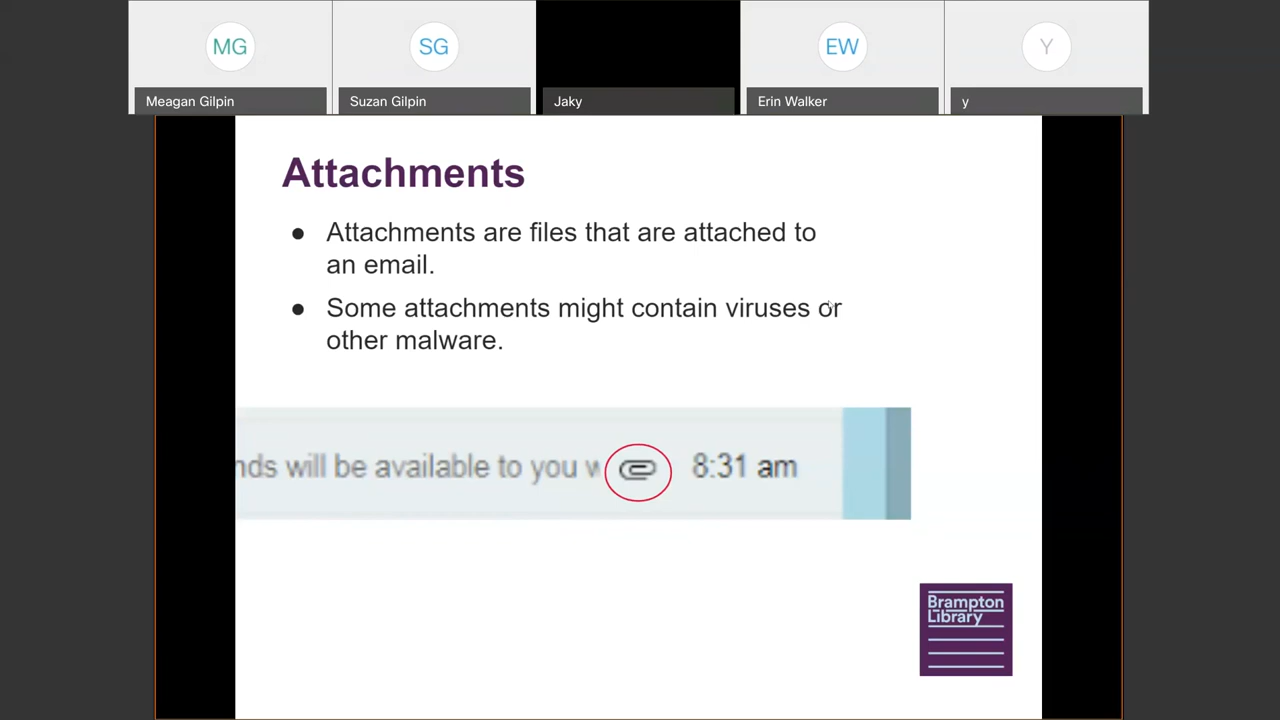 MG
SG
EW
Y
Meagan Gilpin
Suzan Gilpin
Jaky
Erin Walker
y
Attachments
● Attachments are files that are attached to
an email.
● Some attachments might contain viruses or
other malware.
nds will be available to you w 8:31 am
Brampton
Library